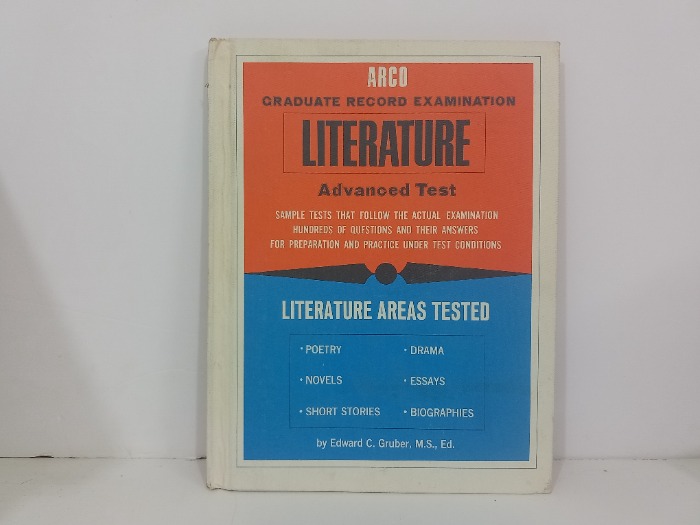 ARCO
GRADUATE RECORD EXAMINATION
LITERATURE
Advanced Test
SAMPLE TESTS THAT FOLLOW THE ACTUAL EXAMINATION
HUNDREDS OF QUESTIONS AND THEIR ANSWERS
FOR PREPARATION AND PRACTICE UNDER TEST CONDITIONS
LITERATURE AREAS TESTED
• POETRY • DRAMA
• NOVELS • ESSAYS
• SHORT STORIES • BIOGRAPHIES
by Edward C. Gruber, M.S., Ed.